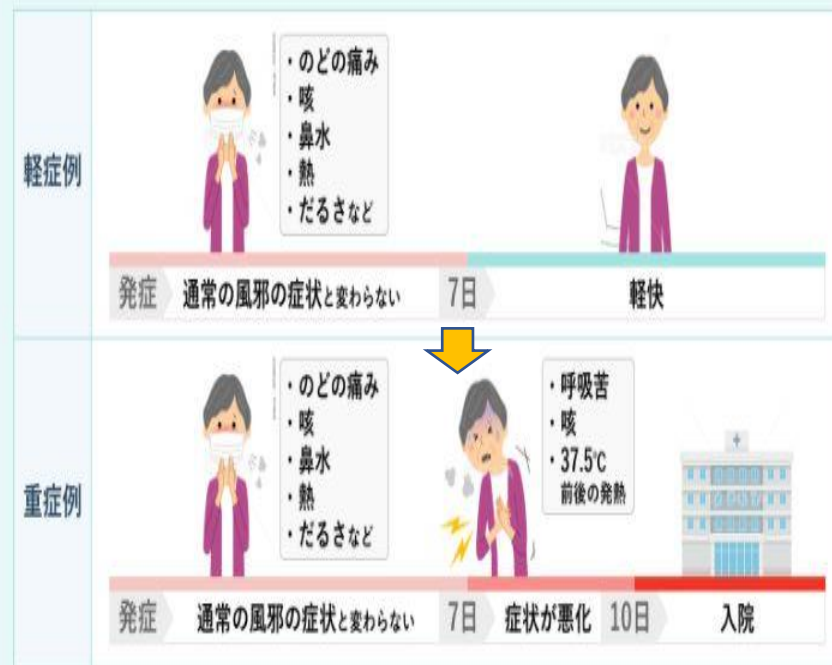 軽症例
・のどの痛み
・咳
・鼻水
・熱
・だるさなど
発症 通常の風邪の症状と変わらない 7日 軽快
重症例
・のどの痛み
・咳
・鼻水
・熱
・だるさなど
・呼吸苦
・咳
・37.5℃
前後の発熱
発症 通常の風邪の症状と変わらない 7日 症状が悪化 10日 入院